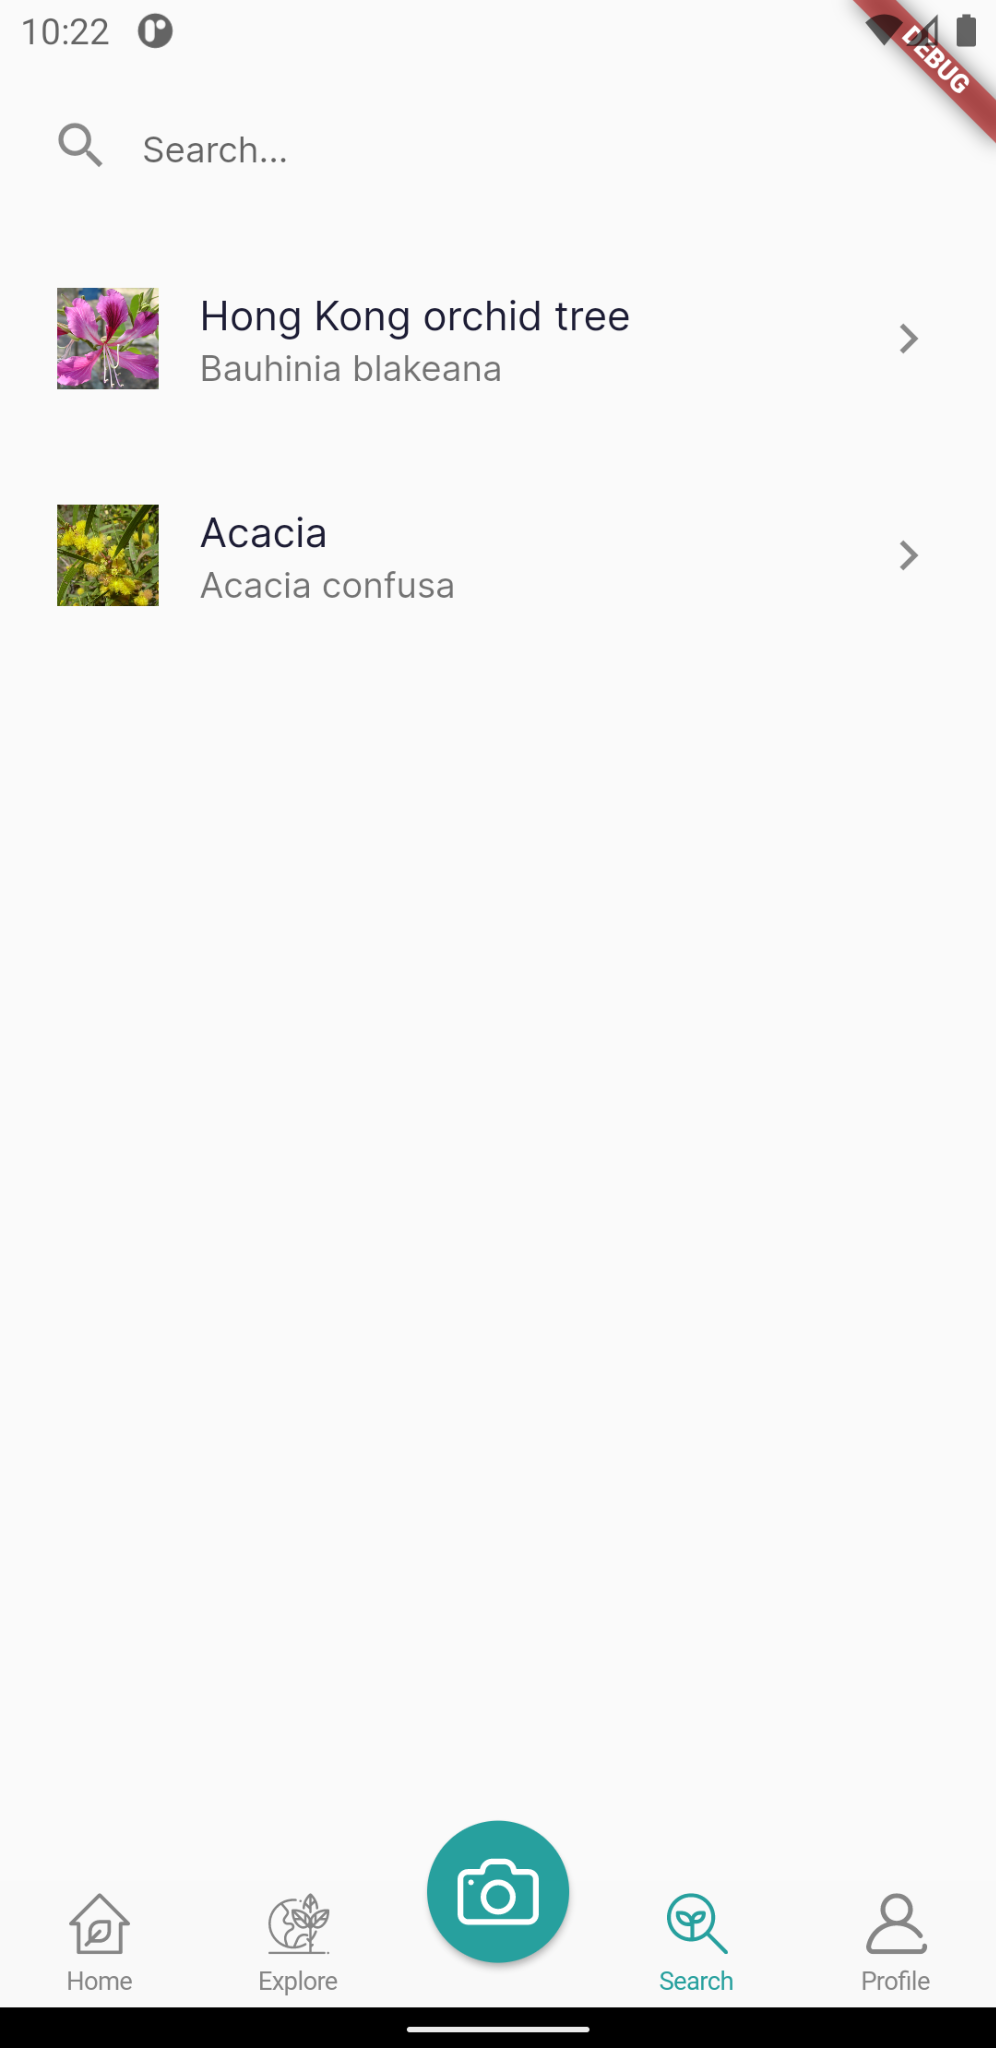 10:22
DEBUG
Search...
Hong Kong orchid tree
Bauhinia blakeana
Acacia
Acacia confusa
Home
Explore
Search
Profile